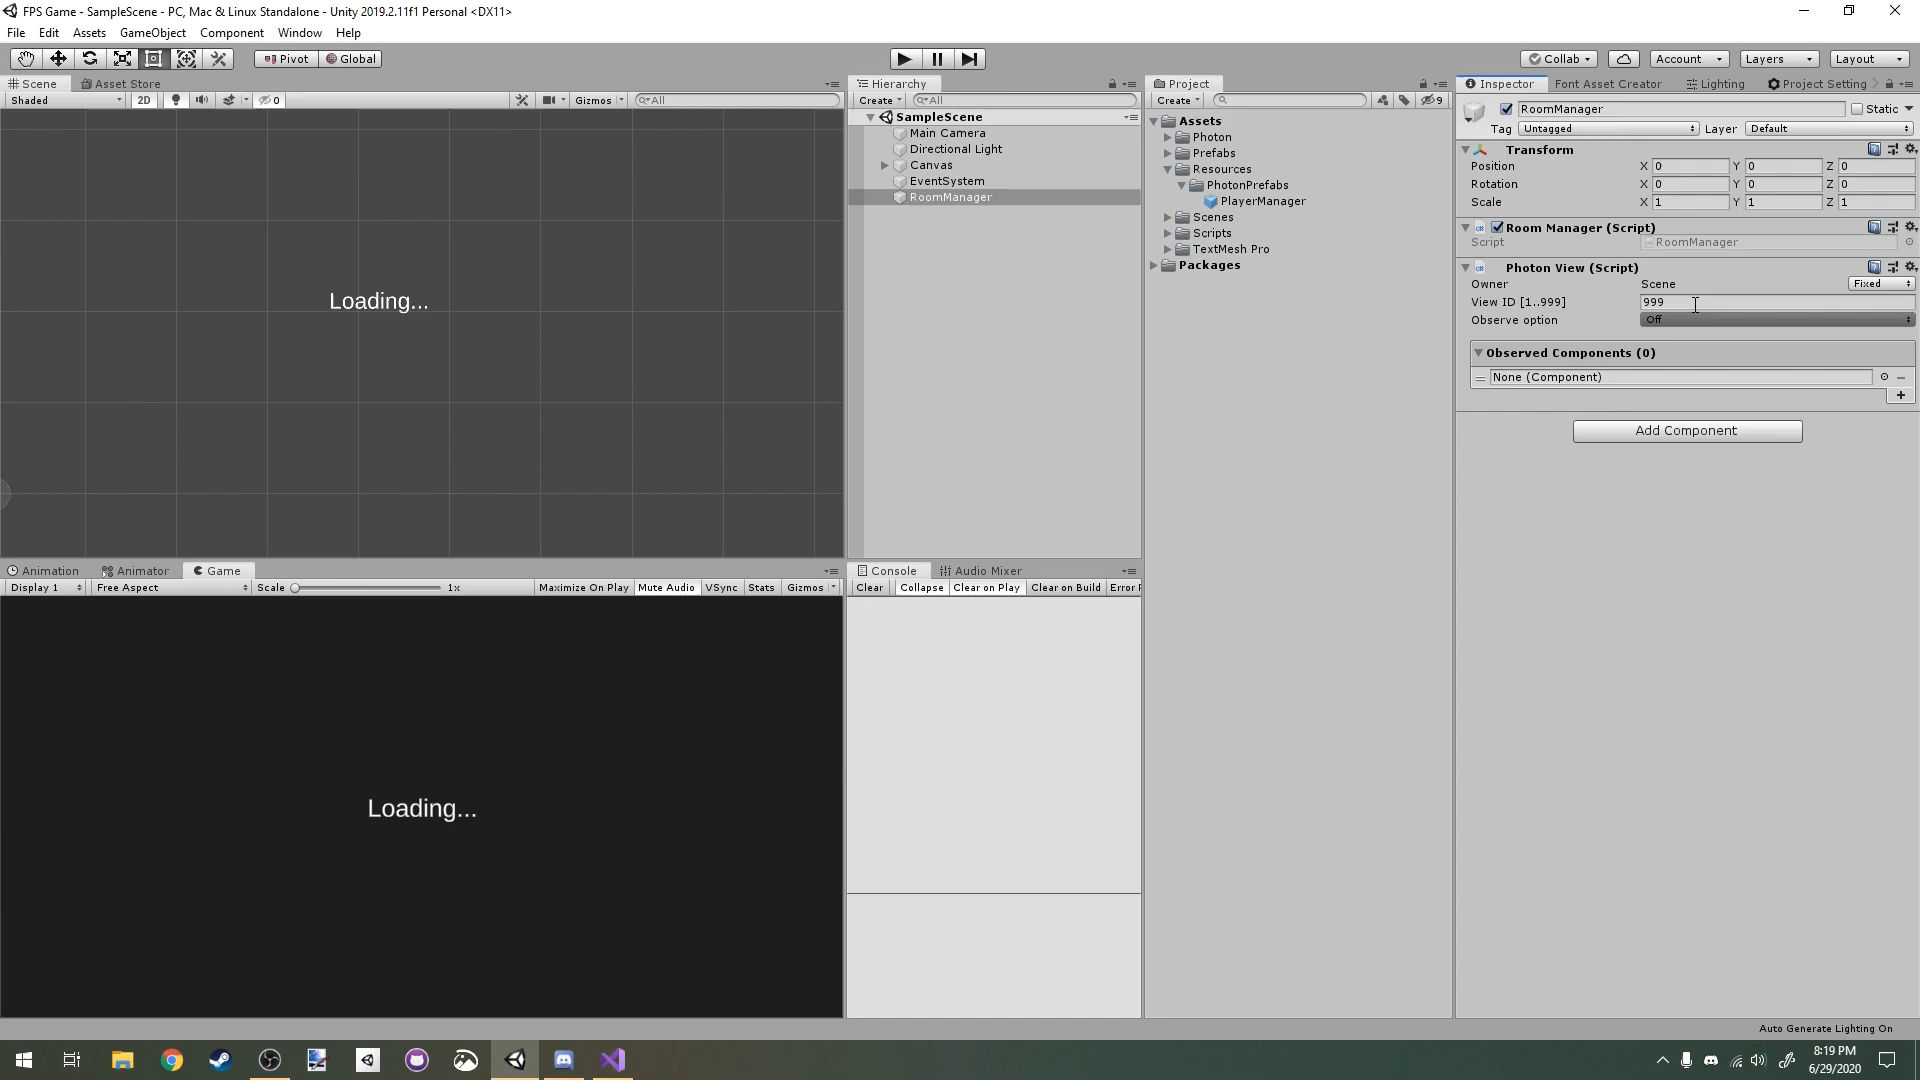 FPS Game - SampleScene - PC, Mac & Linux Standalone - Unity 2019.2.11f1 Personal <DX11>
File Edit Assets GameObject Component Window Help
Pivot Global
Collab Account Layers Layout
Scene Asset Store
Shaded 2D 0 Gizmos All
Hierarchy
Create All
SampleScene
Main Camera
Directional Light
Canvas
EventSystem
RoomManager
Project
Create 9
Assets
Photon
Prefabs
Resources
PhotonPrefabs
PlayerManager
Scenes
Scripts
TextMesh Pro
Packages
Inspector Font Asset Creator Lighting Project Setting
RoomManager Static
Tag Untagged Layer Default
Transform
Position X 0 Y 0 Z 0
Rotation X 0 Y 0 Z 0
Scale X 1 Y 1 Z 1
Room Manager (Script)
Script RoomManager
Photon View (Script)
Owner Scene Fixed
View ID [1..999] 999
Observe option Off
Observed Components (0)
None (Component)
Add Component
Loading...
Animation Animator Game
Display 1 Free Aspect Scale 1x Maximize On Play Mute Audio VSync Stats Gizmos
Loading...
Console Audio Mixer
Clear Collapse Clear on Play Clear on Build Error
Auto Generate Lighting On
8:19 PM
6/29/2020